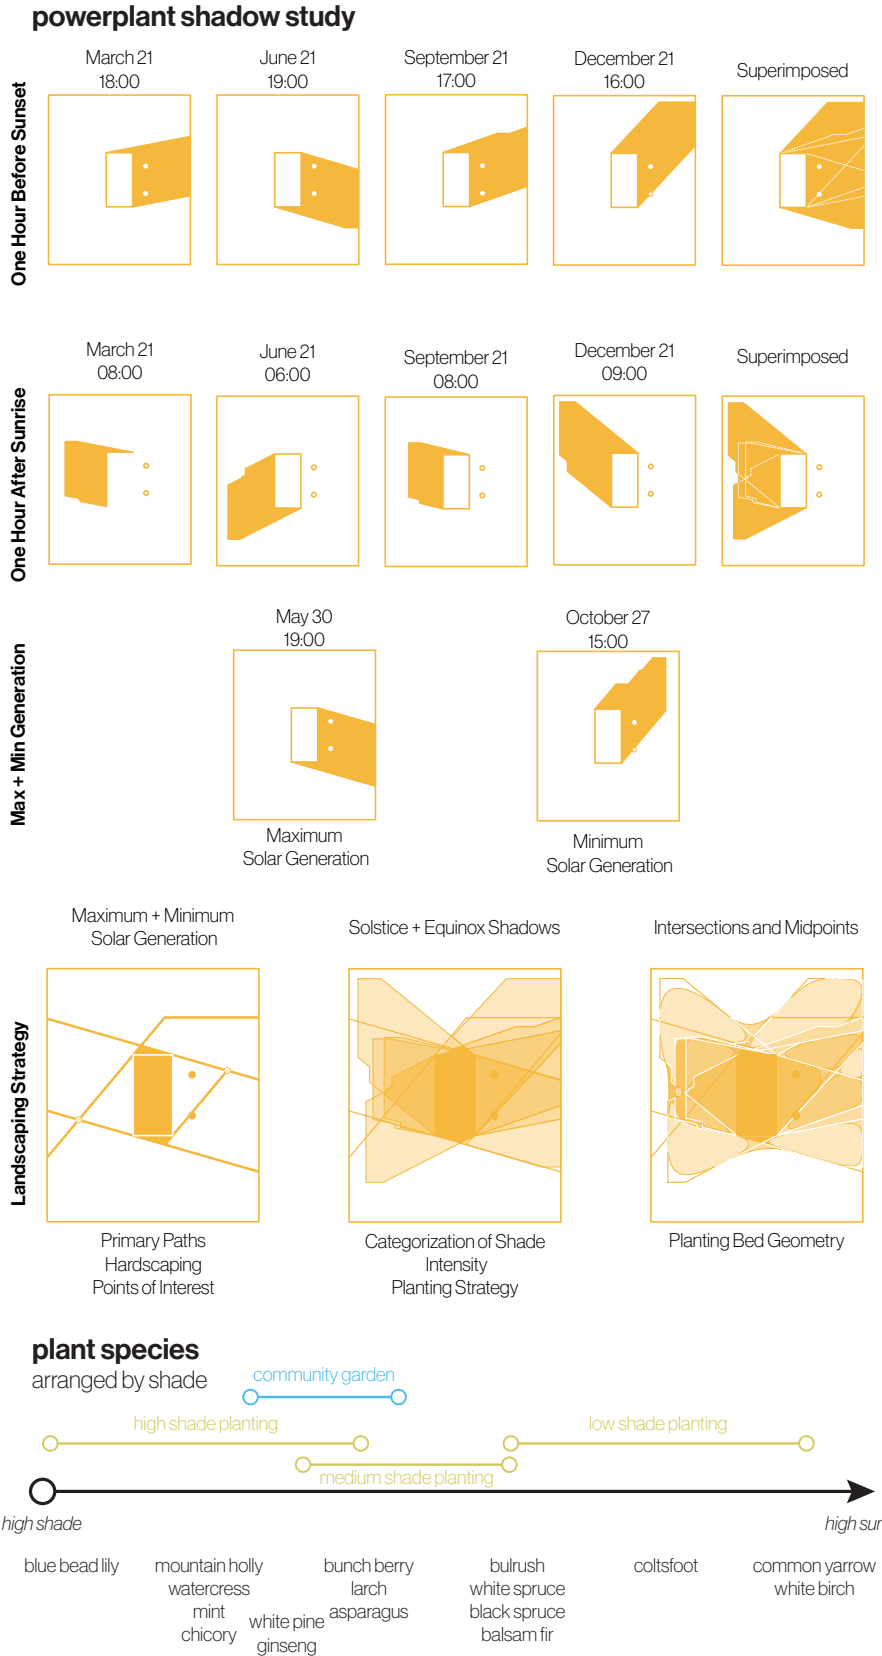 powerplant shadow study
One Hour Before Sunset
March 21
18:00
June 21
19:00
September 21
17:00
December 21
16:00
Superimposed
One Hour After Sunrise
March 21
08:00
June 21
06:00
September 21
08:00
December 21
09:00
Superimposed
Max + Min Generation
May 30
19:00
October 27
15:00
Maximum
Solar Generation
Minimum
Solar Generation
Landscaping Strategy
Maximum + Minimum
Solar Generation
Solstice + Equinox Shadows
Intersections and Midpoints
Primary Paths
Hardscaping
Points of Interest
Categorization of Shade
Intensity
Planting Strategy
Planting Bed Geometry
plant species
arranged by shade
community garden
high shade planting
low shade planting
medium shade planting
high shade
high sun
blue bead lily
mountain holly
watercress
mint
chicory
white pine
ginseng
bunch berry
larch
asparagus
bulrush
white spruce
black spruce
balsam fir
coltsfoot
common yarrow
white birch